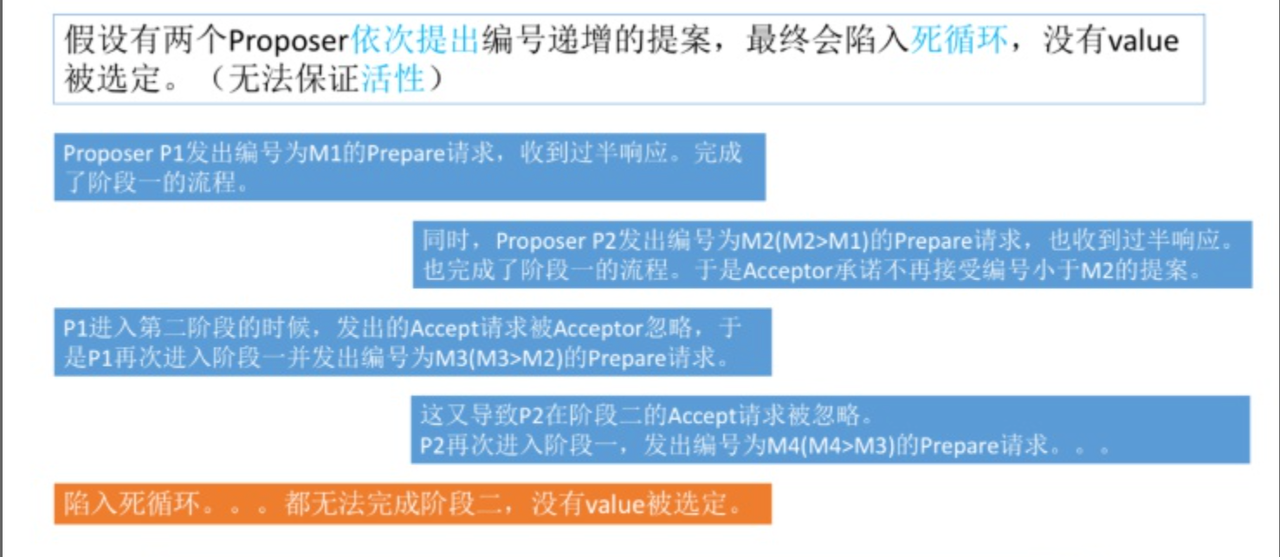 假设有两个Proposer依次提出编号递增的提案，最终会陷入死循环，没有value
被选定。（无法保证活性）
Proposer P1发出编号为M1的Prepare请求，收到过半响应。完成
了阶段一的流程。
同时，Proposer P2发出编号为M2(M2>M1)的Prepare请求，也收到过半响应。
也完成了阶段一的流程。于是Acceptor承诺不再接受编号小于M2的提案。
P1进入第二阶段的时候，发出的Accept请求被Acceptor忽略，于
是P1再次进入阶段一并发出编号为M3(M3>M2)的Prepare请求。
这又导致P2在阶段二的Accept请求被忽略。
P2再次进入阶段一，发出编号为M4(M4>M3)的Prepare请求。。。
陷入死循环。。。都无法完成阶段二，没有value被选定。